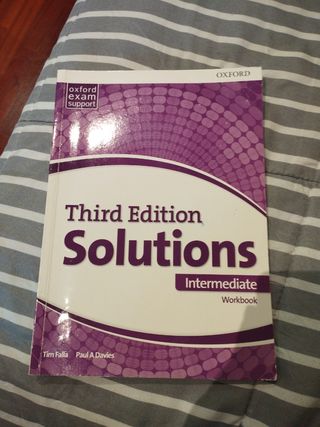 oxford
exam
support
OXFORD
Third Edition
Solutions
Intermediate
Workbook
Tim Falla Paul A Davies